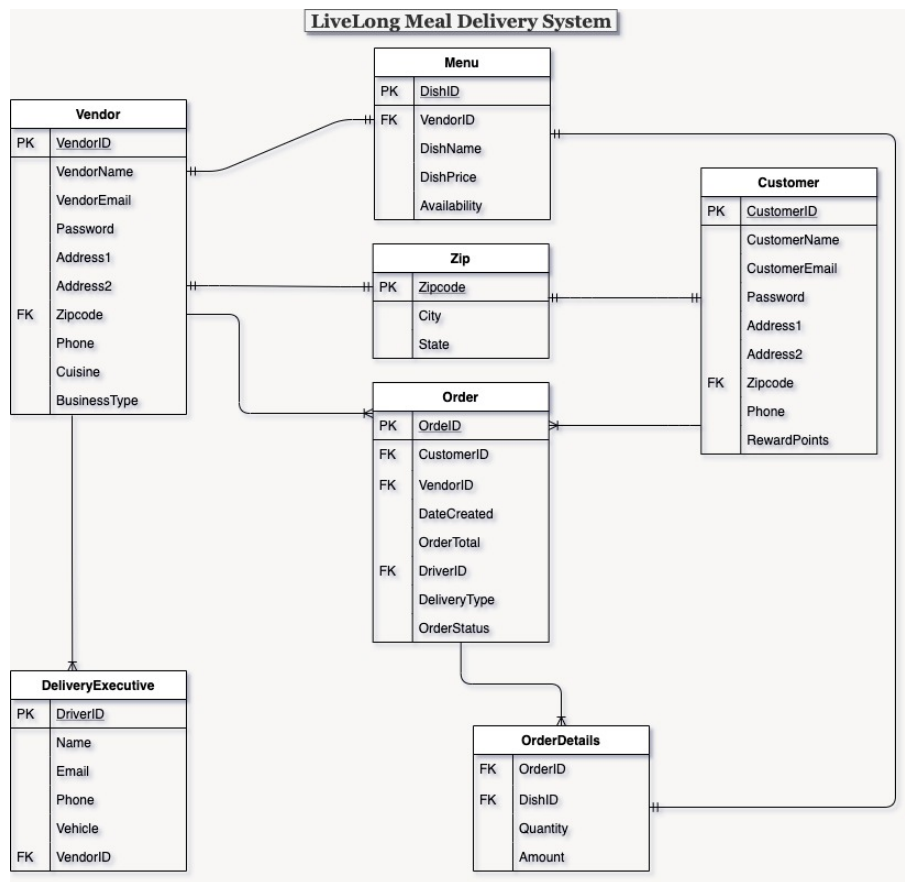 LiveLong Meal Delivery System
Menu
PK DishID
FK VendorID
DishName
DishPrice
Availability
Vendor
PK VendorID
VendorName
VendorEmail
Password
Address1
Address2
FK Zipcode
Phone
Cuisine
BusinessType
Customer
PK CustomerID
CustomerName
CustomerEmail
Password
Address1
Address2
FK Zipcode
Phone
RewardPoints
Zip
PK Zipcode
City
State
Order
PK OrdeID
FK CustomerID
FK VendorID
DateCreated
OrderTotal
FK DriverID
DeliveryType
OrderStatus
DeliveryExecutive
PK DriverID
Name
Email
Phone
Vehicle
FK VendorID
OrderDetails
FK OrderID
FK DishID
Quantity
Amount